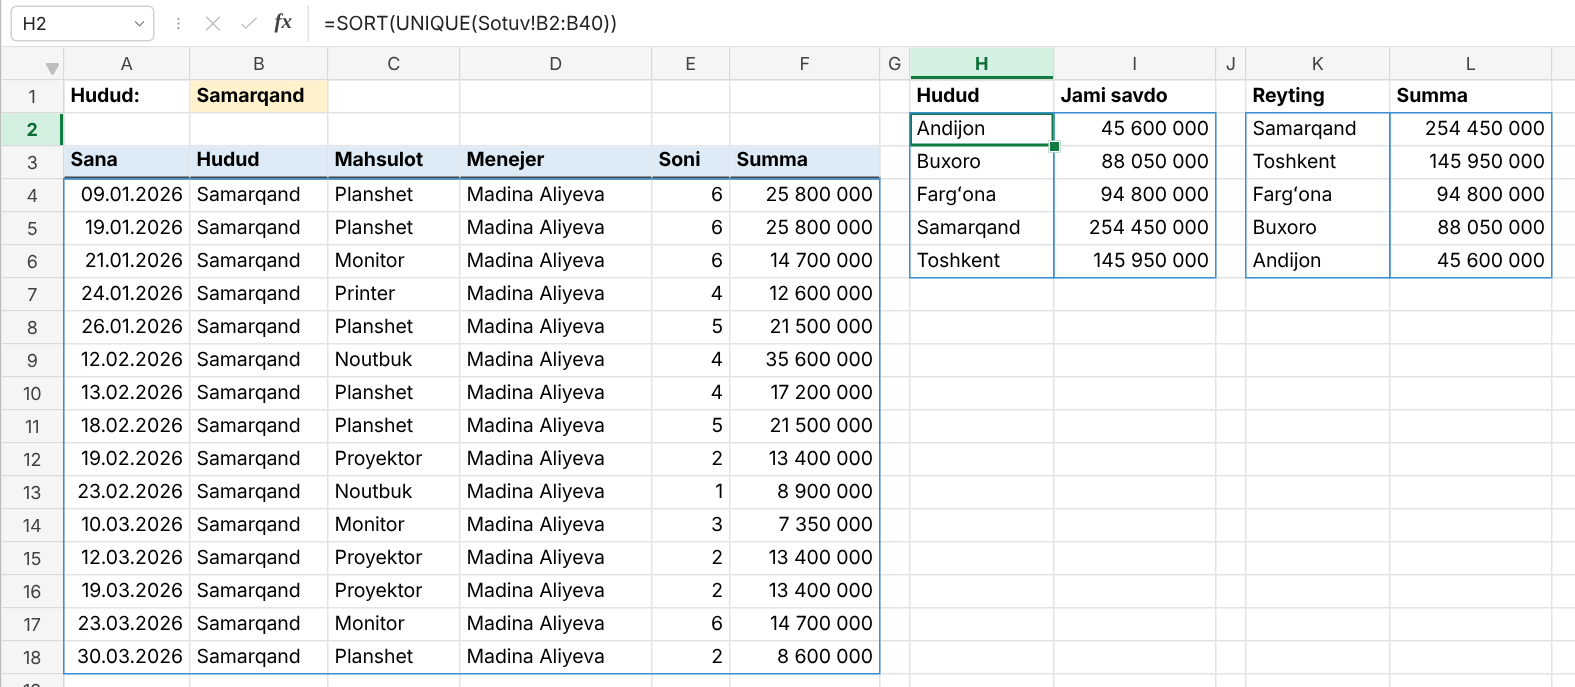 H2 fx =SORT(UNIQUE(Sotuv!B2:B40))
A B C D E F G H I J K L
1 Hudud: Samarqand Hudud Jami savdo Reyting Summa
2 Andijon 45 600 000 Samarqand 254 450 000
3 Sana Hudud Mahsulot Menejer Soni Summa Buxoro 88 050 000 Toshkent 145 950 000
4 09.01.2026 Samarqand Planshet Madina Aliyeva 6 25 800 000 Fargʻona 94 800 000 Fargʻona 94 800 000
5 19.01.2026 Samarqand Planshet Madina Aliyeva 6 25 800 000 Samarqand 254 450 000 Buxoro 88 050 000
6 21.01.2026 Samarqand Monitor Madina Aliyeva 6 14 700 000 Toshkent 145 950 000 Andijon 45 600 000
7 24.01.2026 Samarqand Printer Madina Aliyeva 4 12 600 000
8 26.01.2026 Samarqand Planshet Madina Aliyeva 5 21 500 000
9 12.02.2026 Samarqand Noutbuk Madina Aliyeva 4 35 600 000
10 13.02.2026 Samarqand Planshet Madina Aliyeva 4 17 200 000
11 18.02.2026 Samarqand Planshet Madina Aliyeva 5 21 500 000
12 19.02.2026 Samarqand Proyektor Madina Aliyeva 2 13 400 000
13 23.02.2026 Samarqand Noutbuk Madina Aliyeva 1 8 900 000
14 10.03.2026 Samarqand Monitor Madina Aliyeva 3 7 350 000
15 12.03.2026 Samarqand Proyektor Madina Aliyeva 2 13 400 000
16 19.03.2026 Samarqand Proyektor Madina Aliyeva 2 13 400 000
17 23.03.2026 Samarqand Monitor Madina Aliyeva 6 14 700 000
18 30.03.2026 Samarqand Planshet Madina Aliyeva 2 8 600 000